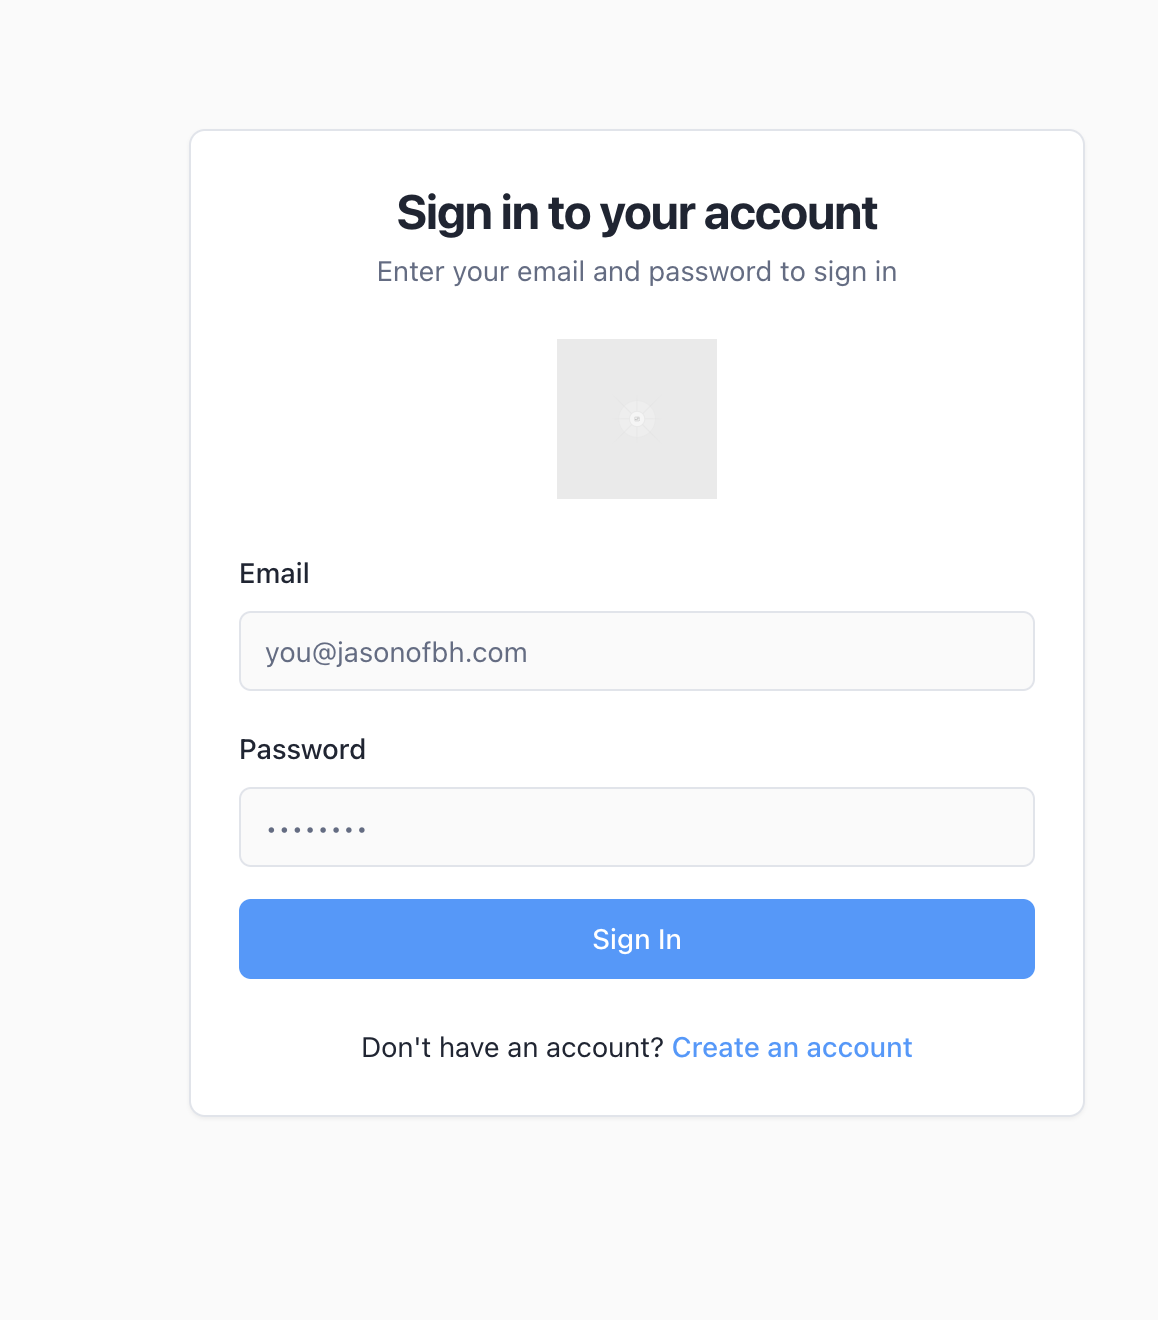 Sign in to your account
Enter your email and password to sign in
Email
you@jasonofbh.com
Password
••••••••
Sign In
Don't have an account? Create an account